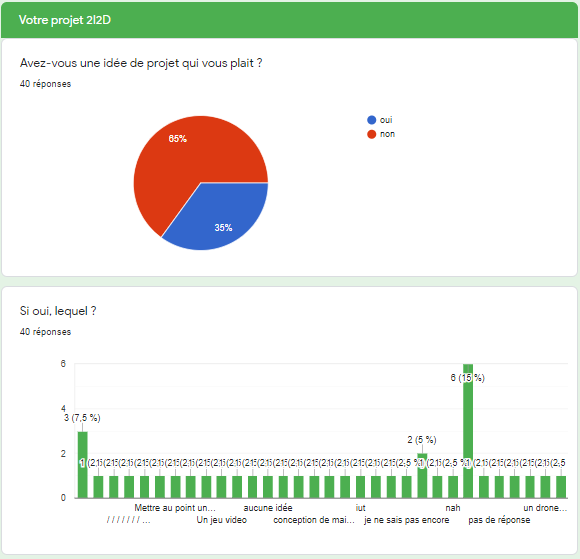 Votre projet 2I2D
Avez-vous une idée de projet qui vous plait ?
40 réponses
oui
non
65%
35%
Si oui, lequel ?
40 réponses
6
4
2
0
3 (7,5 %)
2 (5 %)
6 (15 %)
Mettre au point un…
aucune idée
iut
nah
un drone…
/ / / / / / / …
Un jeu video
conception de mai…
je ne sais pas encore
pas de réponse